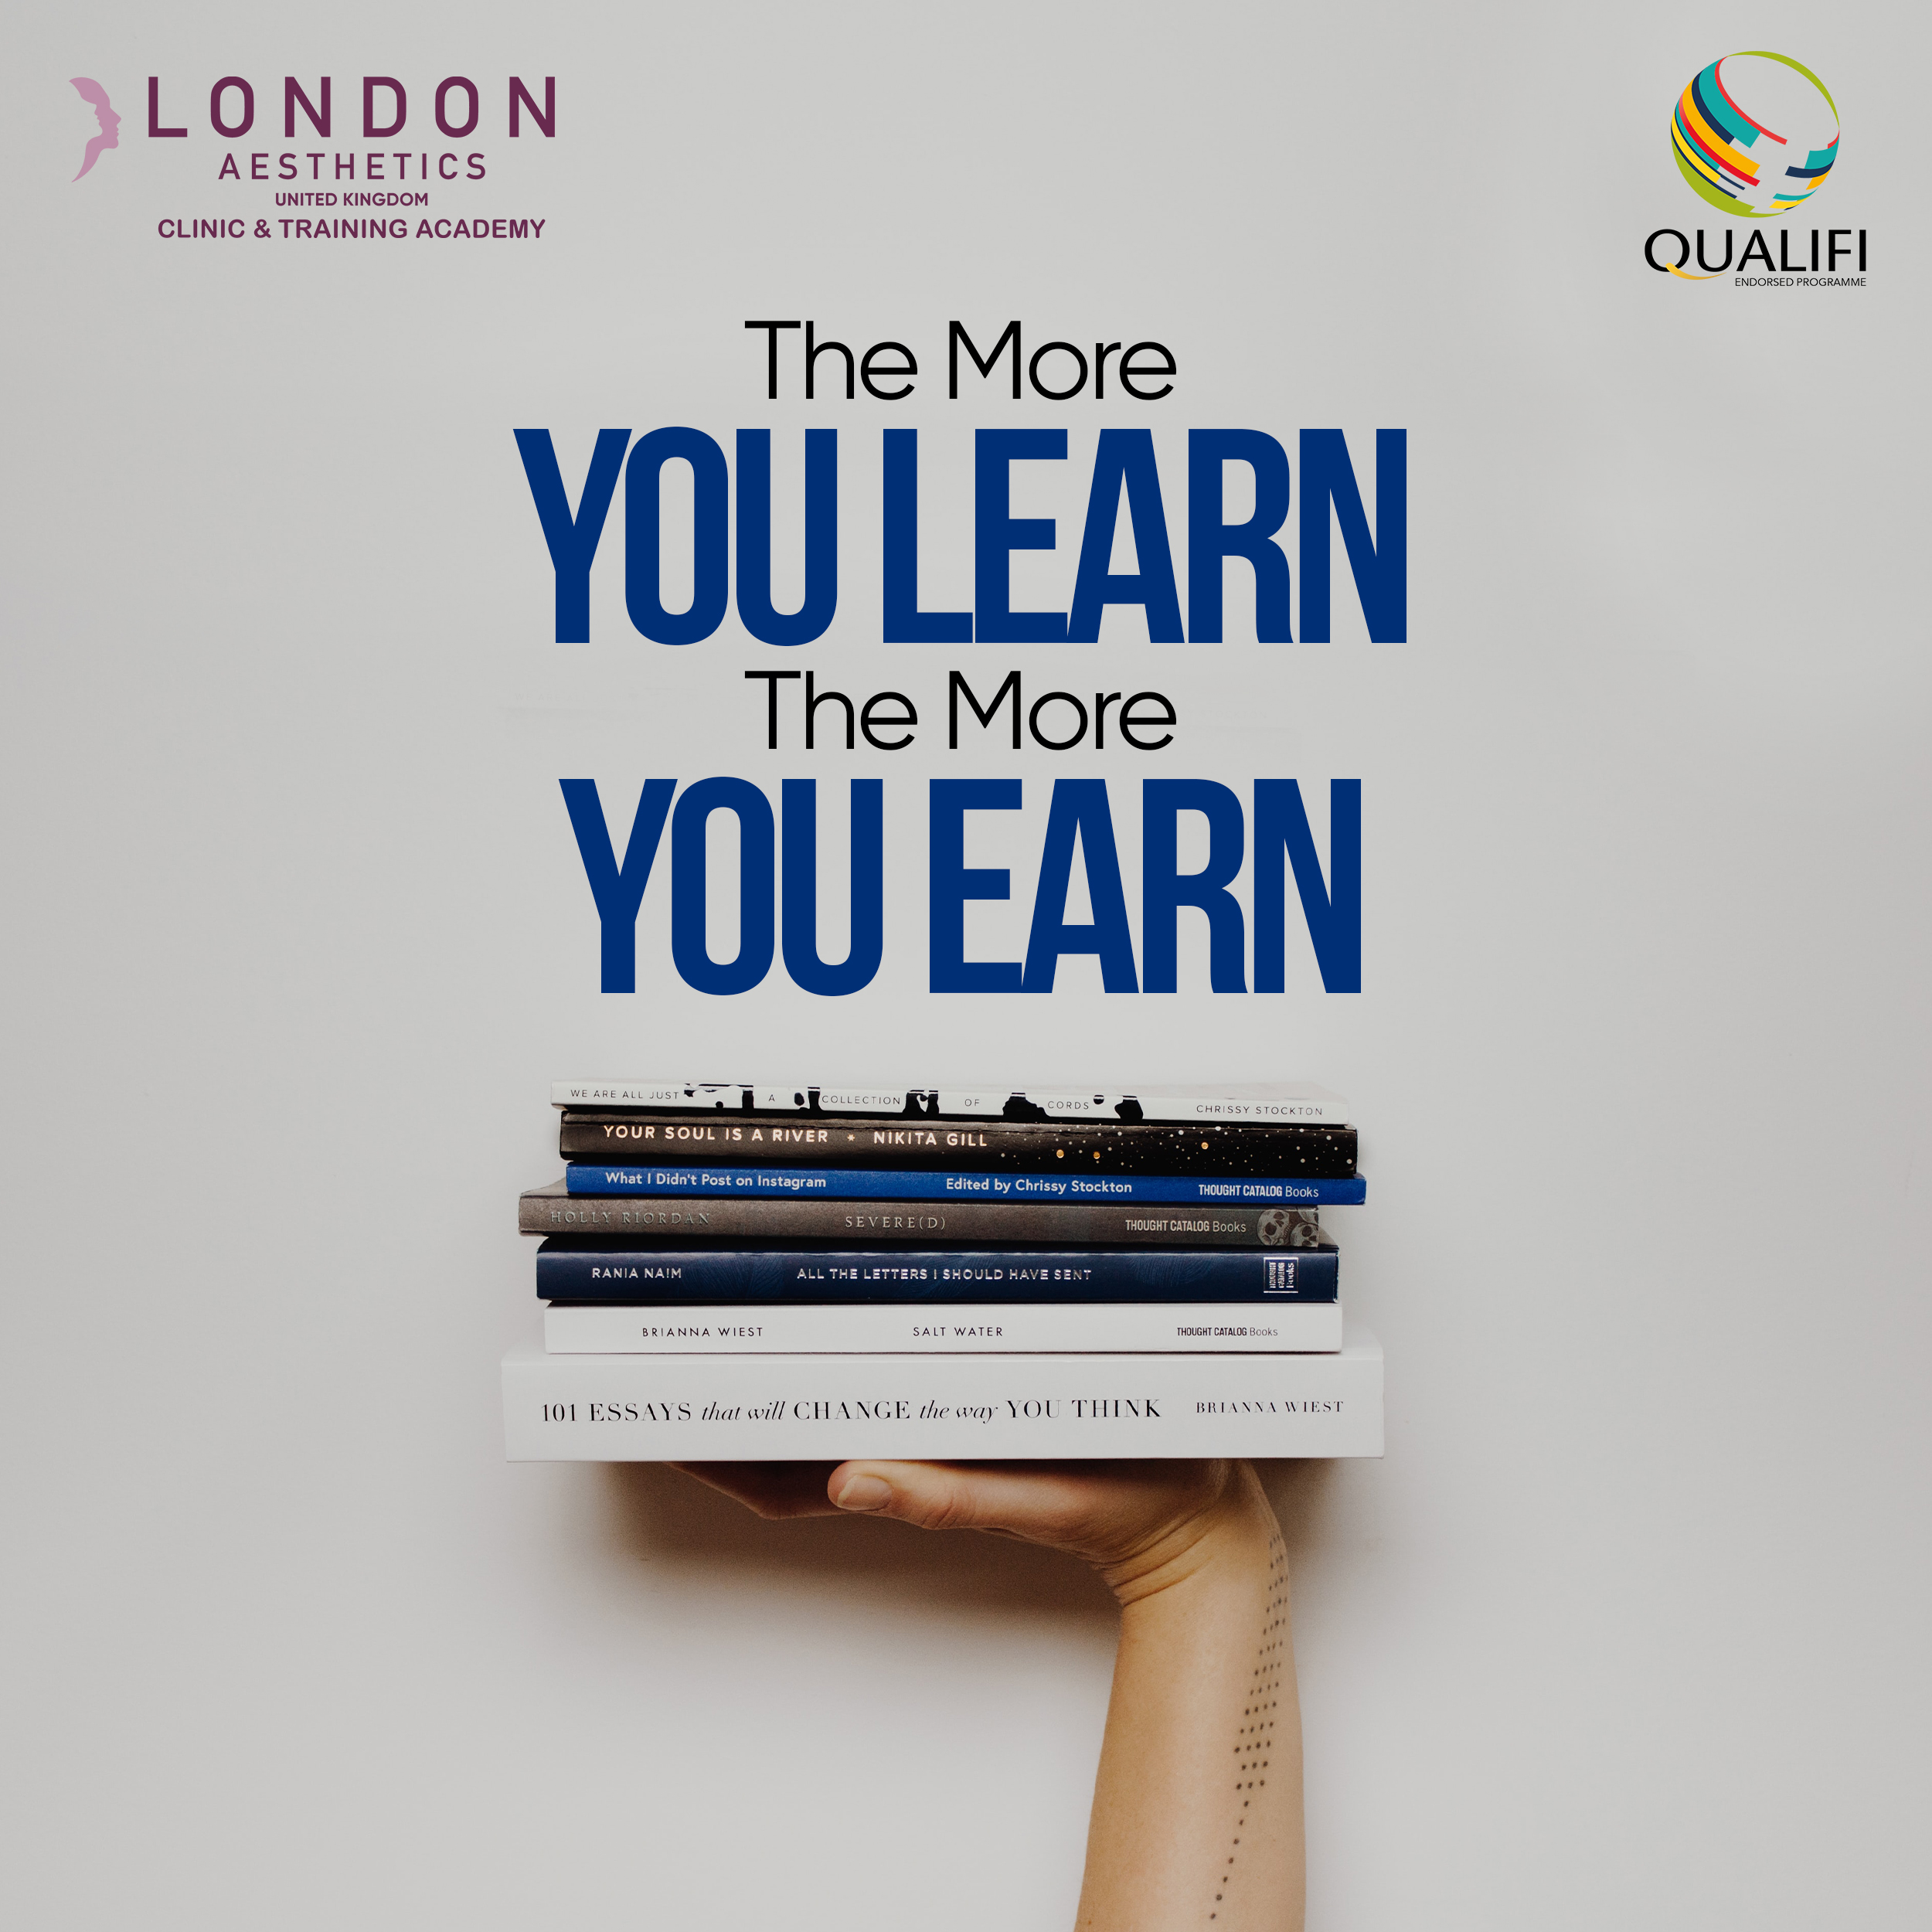 LONDON
AESTHETICS
UNITED KINGDOM
CLINIC & TRAINING ACADEMY
QUALIFI
ENDORSED PROGRAMME
The More
YOU LEARN
The More
YOU EARN
WE ARE ALL JUST A COLLECTION OF CORDS CHRISSY STOCKTON
YOUR SOUL IS A RIVER * NIKITA GILL
What I Didn't Post on Instagram Edited by Chrissy Stockton THOUGHT CATALOG Books
HOLLY RIORDAN SEVERE(D) THOUGHT CATALOG Books
RANIA NAIM ALL THE LETTERS I SHOULD HAVE SENT THOUGHT CATALOG Books
BRIANNA WIEST SALT WATER THOUGHT CATALOG Books
101 ESSAYS that will CHANGE the way YOU THINK BRIANNA WIEST